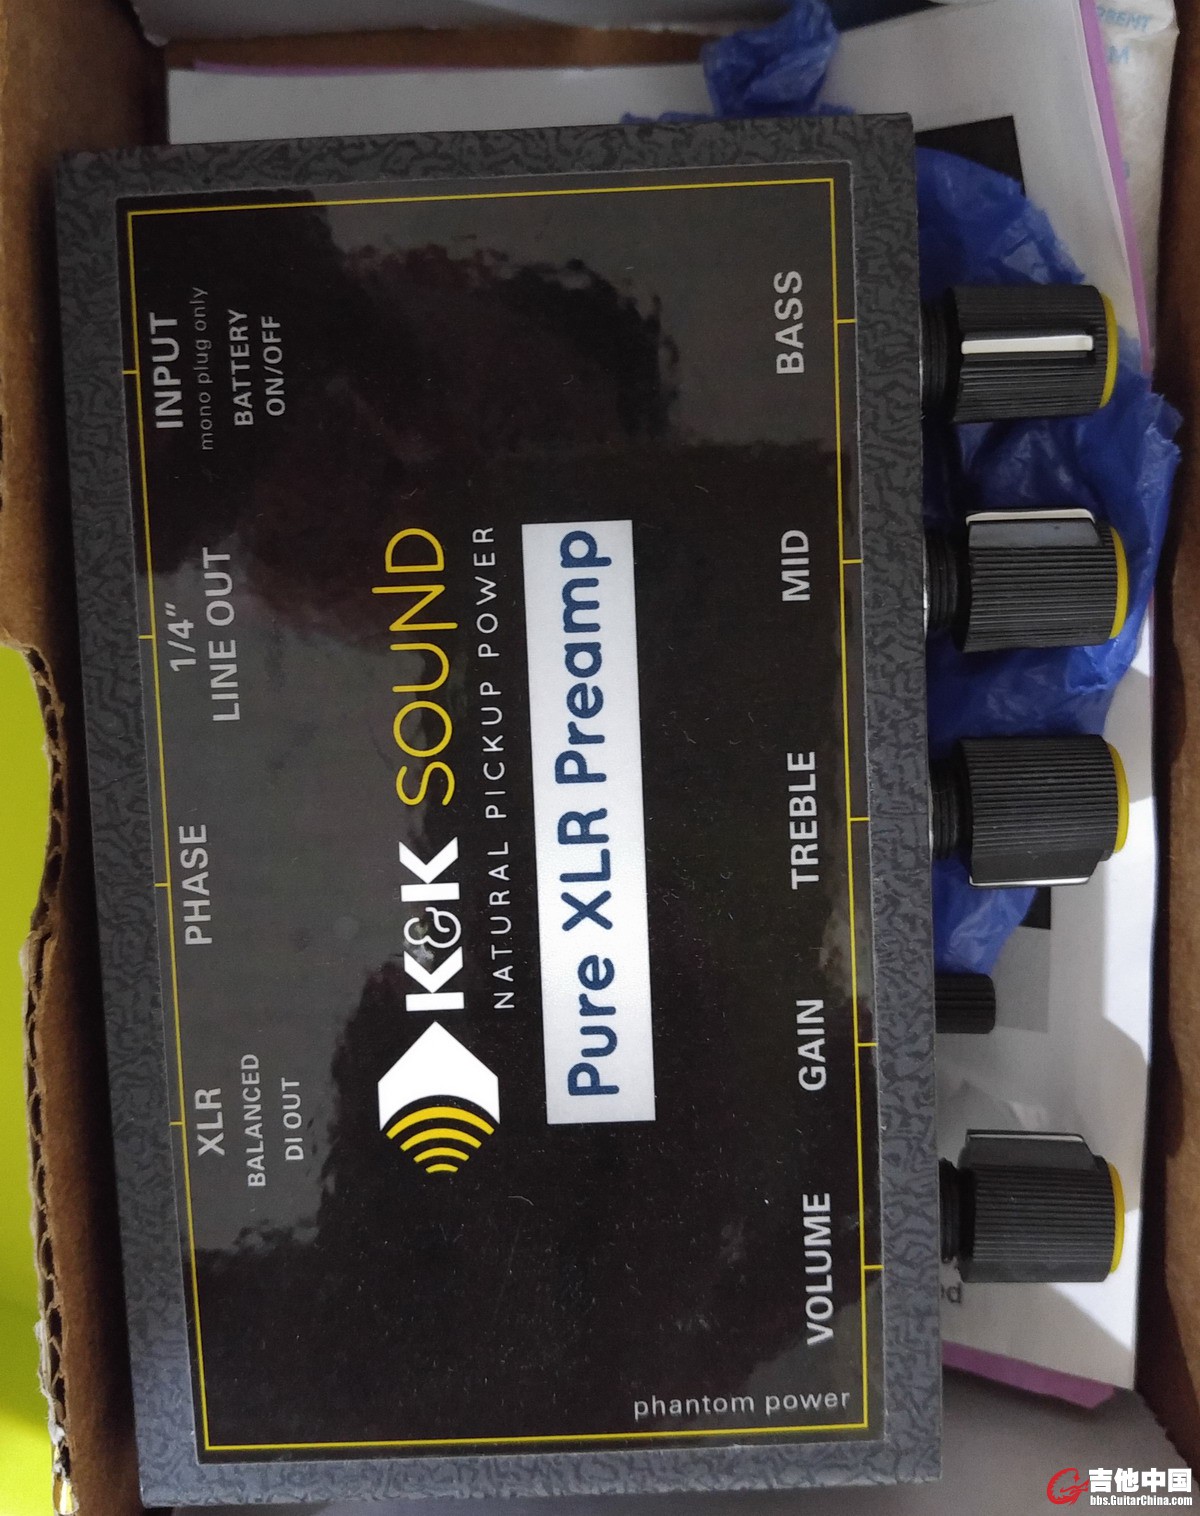 XLR
BALANCED
DI OUT
PHASE
1/4”
LINE OUT
INPUT
mono plug only
BATTERY
ON/OFF
K&K SOUND
NATURAL PICKUP POWER
Pure XLR Preamp
VOLUME
GAIN
TREBLE
MID
BASS
phantom power
吉他中国
bbs.GuitarChina.com